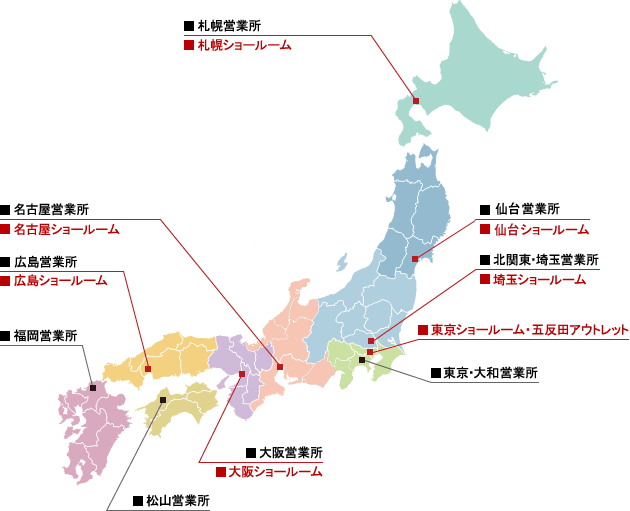 札幌営業所
札幌ショールーム
名古屋営業所
名古屋ショールーム
仙台営業所
仙台ショールーム
広島営業所
広島ショールーム
北関東・埼玉営業所
埼玉ショールーム
福岡営業所
東京ショールーム・五反田アウトレット
東京・大和営業所
大阪営業所
大阪ショールーム
松山営業所